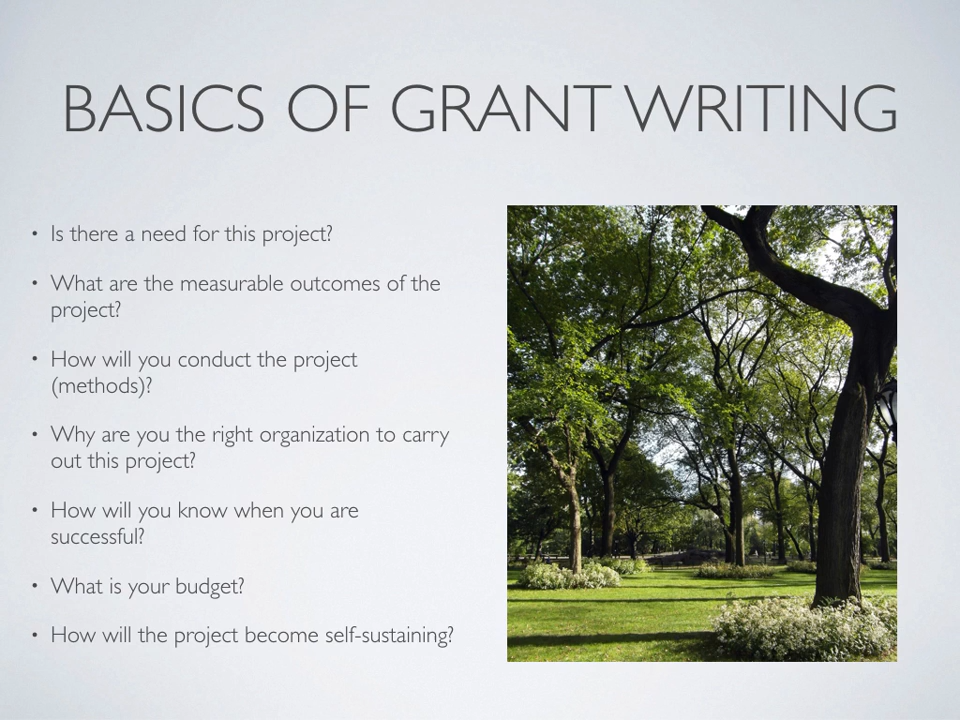 BASICS OF GRANT WRITING
• Is there a need for this project?
• What are the measurable outcomes of the
project?
• How will you conduct the project
(methods)?
• Why are you the right organization to carry
out this project?
• How will you know when you are
successful?
• What is your budget?
• How will the project become self-sustaining?